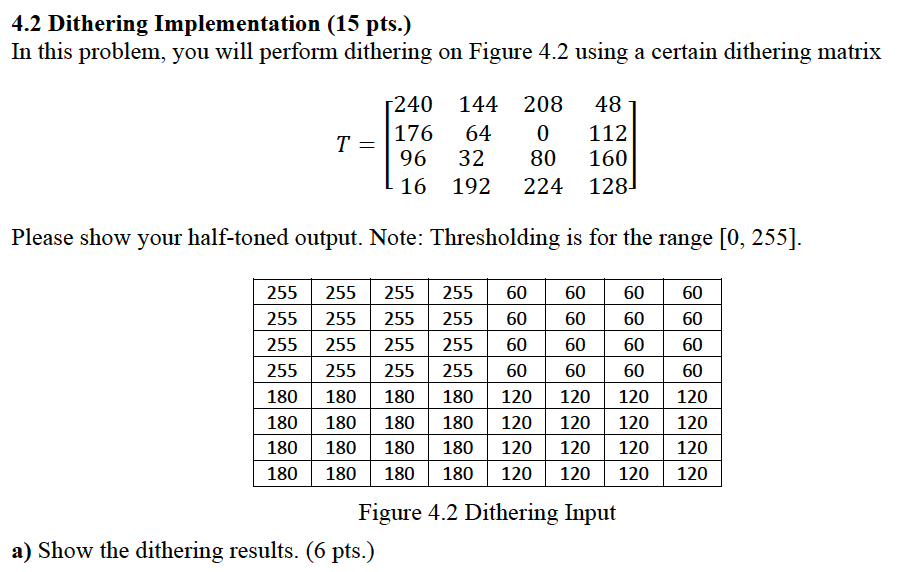 4.2 Dithering Implementation (15 pts.)
In this problem, you will perform dithering on Figure 4.2 using a certain dithering matrix
240 144 208 48
176 64 0 112
T =
96 32 80 160
16 192 224 128
Please show your half-toned output. Note: Thresholding is for the range [0, 255].
255 255 255 255 60 60 60 60
255 255 255 255 60 60 60 60
255 255 255 255 60 60 60 60
255 255 255 255 60 60 60 60
180 180 180 180 120 120 120 120
180 180 180 180 120 120 120 120
180 180 180 180 120 120 120 120
180 180 180 180 120 120 120 120
Figure 4.2 Dithering Input
a) Show the dithering results. (6 pts.)